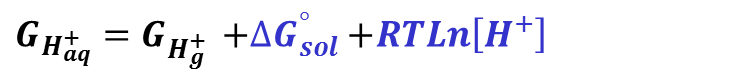 G_{H^+_{aq}} = G_{H^+_g} + ΔG°_{sol} + RTLn[H^+]